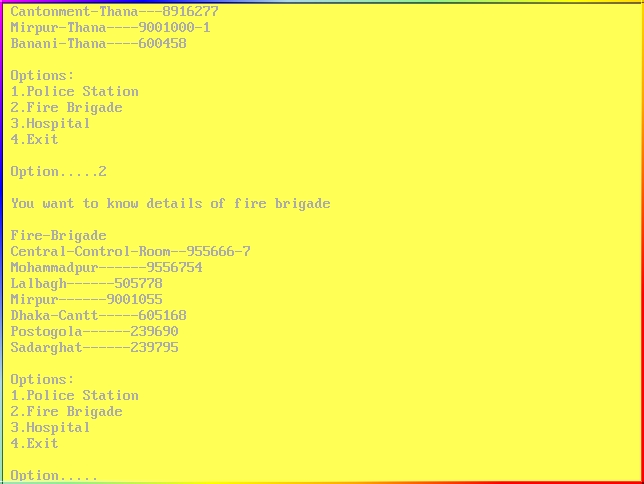 Cantonment-Thana---8916277
Mirpur-Thana----9001000-1
Banani-Thana----600458
Options:
1.Police Station
2.Fire Brigade
3.Hospital
4.Exit
Option.....2
You want to know details of fire brigade
Fire-Brigade
Central-Control-Room--955666-7
Mohammadpur------9556754
Lalbagh------505778
Mirpur------9001055
Dhaka-Cantt-----605168
Postogola------239690
Sadarghat------239795
Options:
1.Police Station
2.Fire Brigade
3.Hospital
4.Exit
Option.....